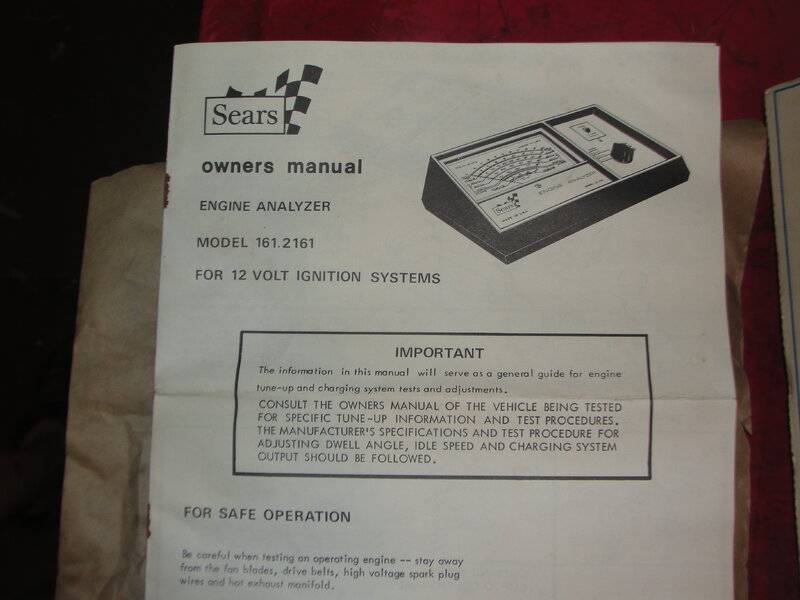 Sears
owners manual
ENGINE ANALYZER
MODEL 161.2161
FOR 12 VOLT IGNITION SYSTEMS
Sears
ENGINE ANALYZER
IMPORTANT
The information in this manual will serve as a general guide for engine
tune-up and charging system tests and adjustments.
CONSULT THE OWNERS MANUAL OF THE VEHICLE BEING TESTED
FOR SPECIFIC TUNE-UP INFORMATION AND TEST PROCEDURES.
THE MANUFACTURER'S SPECIFICATIONS AND TEST PROCEDURE FOR
ADJUSTING DWELL ANGLE, IDLE SPEED AND CHARGING SYSTEM
OUTPUT SHOULD BE FOLLOWED.
FOR SAFE OPERATION
Be careful when testing an operating engine -- stay away
from the fan blades, drive belts, high voltage spark plug
wires and hot exhaust manifold.